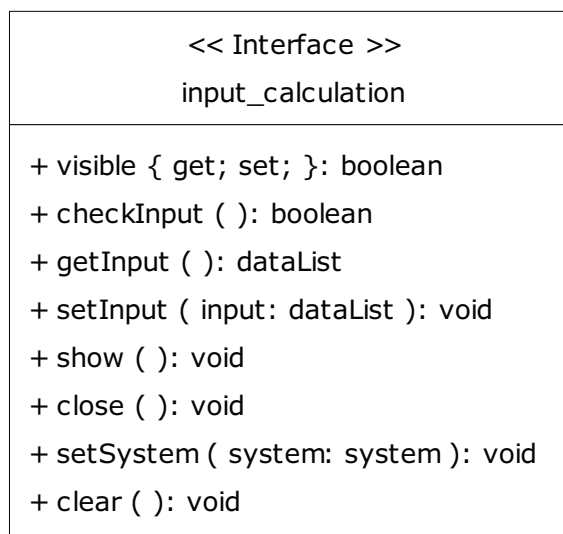 << Interface >>
input_calculation
+ visible { get; set; }: boolean
+ checkInput ( ): boolean
+ getInput ( ): dataList
+ setInput ( input: dataList ): void
+ show ( ): void
+ close ( ): void
+ setSystem ( system: system ): void
+ clear ( ): void